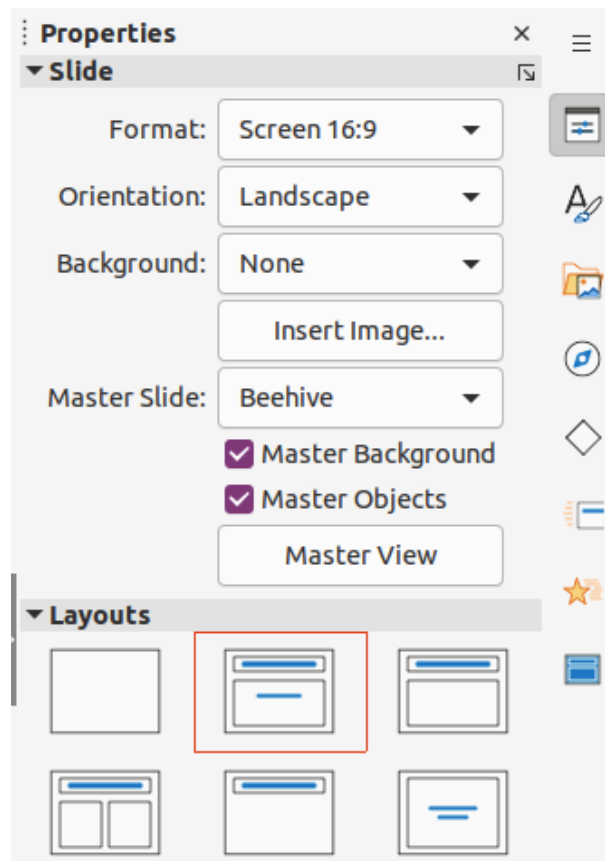 Properties
Slide
Format: Screen 16:9
Orientation: Landscape
Background: None
Insert Image...
Master Slide: Beehive
Master Background
Master Objects
Master View
Layouts